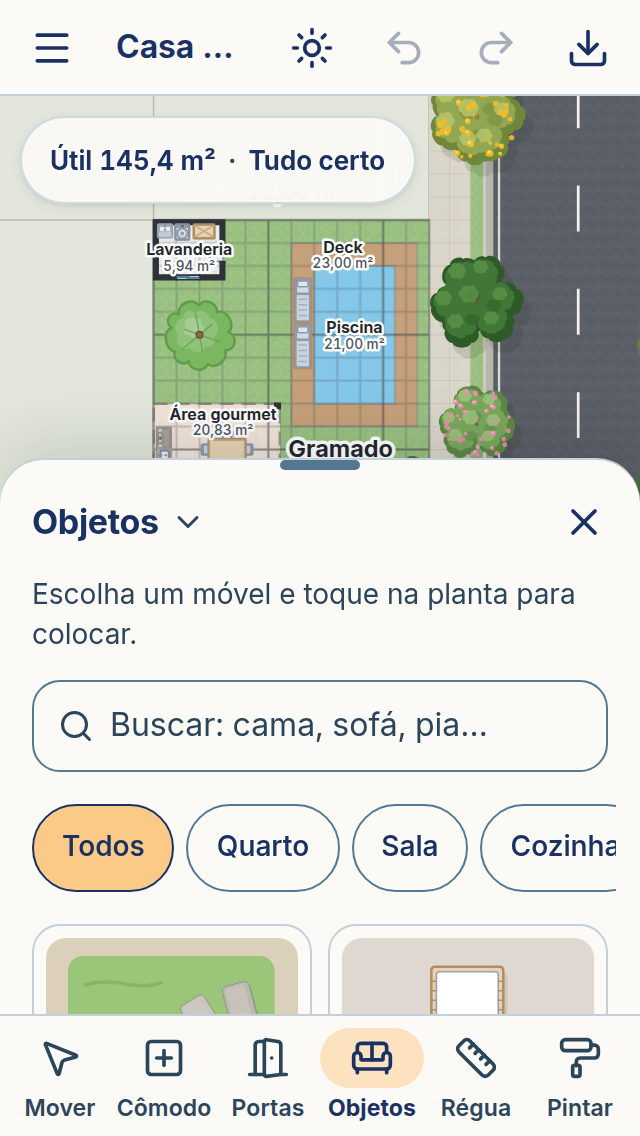 Casa ...
Útil 145,4 m² · Tudo certo
12,00 m
Lavanderia
5,94 m²
Deck
23,00 m²
Piscina
21,00 m²
Área gourmet
20,83 m²
Gramado
Objetos
Escolha um móvel e toque na planta para
colocar.
Buscar: cama, sofá, pia...
Todos
Quarto
Sala
Cozinha
Mover
Cômodo
Portas
Objetos
Régua
Pintar